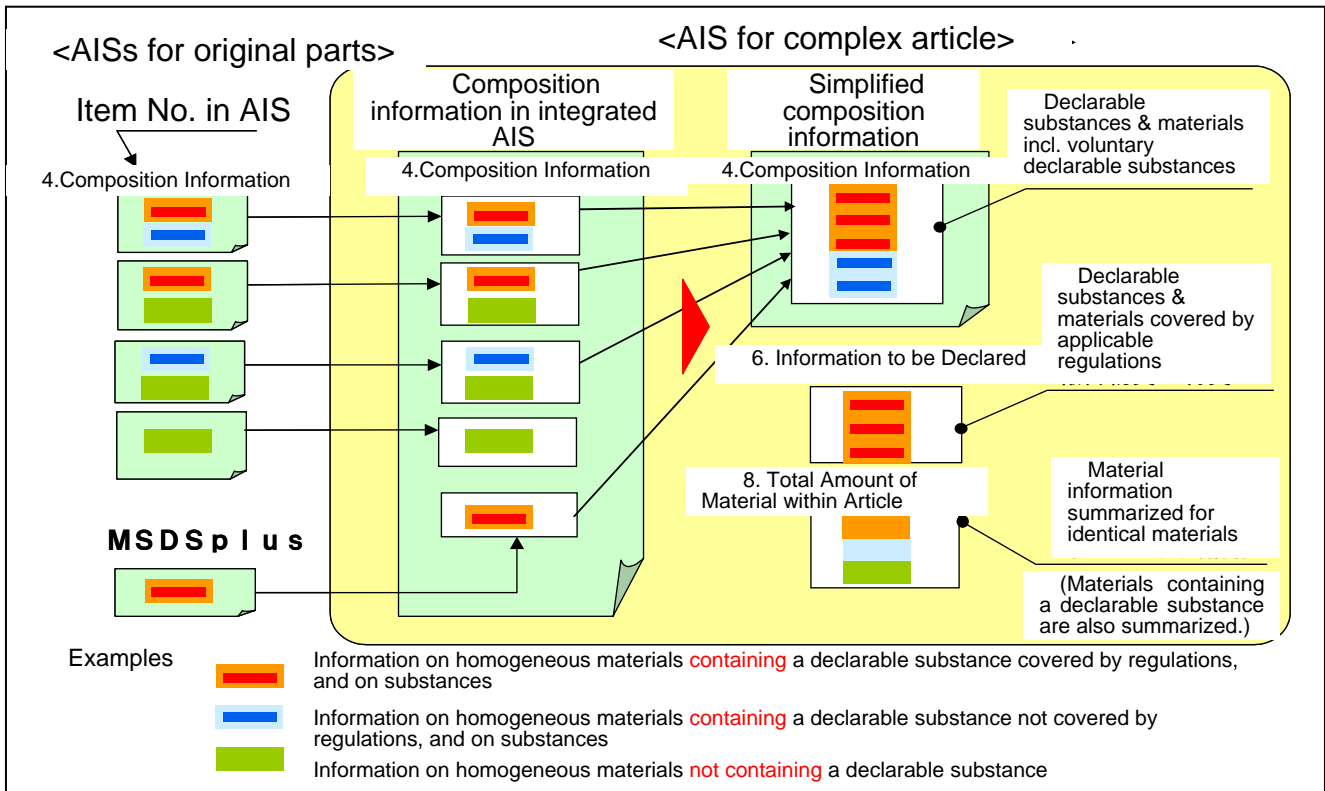 <AISs for original parts>
<AIS for complex article>
Item No. in AIS
4.Composition Information
Composition
information in integrated
AIS
4.Composition Information
Simplified
composition
information
4.Composition Information
Declarable
substances & materials
incl. voluntary
declarable substances
Declarable
substances &
materials covered by
applicable
regulations
6. Information to be Declared
8. Total Amount of
Material within Article
Material
information
summarized for
identical materials
(Materials containing
a declarable substance
are also summarized.)
MSDSplus
Examples
Information on homogeneous materials containing a declarable substance covered by regulations,
and on substances
Information on homogeneous materials containing a declarable substance not covered by
regulations, and on substances
Information on homogeneous materials not containing a declarable substance